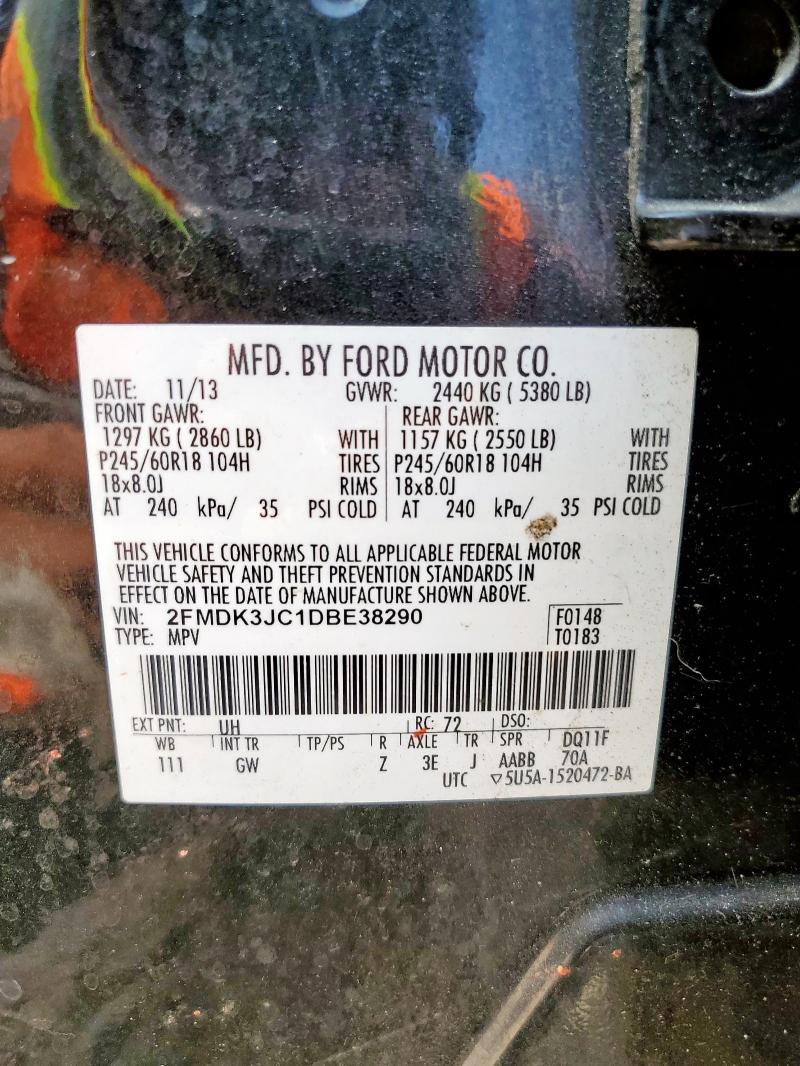 MFD. BY FORD MOTOR CO.
DATE: 11/13 GVWR: 2440 KG ( 5380 LB)
FRONT GAWR: REAR GAWR:
1297 KG ( 2860 LB) WITH 1157 KG ( 2550 LB) WITH
P245/60R18 104H TIRES P245/60R18 104H TIRES
18x8.0J RIMS 18x8.0J RIMS
AT 240 kPa/ 35 PSI COLD AT 240 kPa/ 35 PSI COLD
THIS VEHICLE CONFORMS TO ALL APPLICABLE FEDERAL MOTOR
VEHICLE SAFETY AND THEFT PREVENTION STANDARDS IN
EFFECT ON THE DATE OF MANUFACTURE SHOWN ABOVE.
VIN: 2FMDK3JC1DBE38290 F0148
TYPE: MPV T0183
EXT PNT: UH RC: 72 DSO:
WB INT TR TP/PS R AXLE TR SPR DQ11F
111 GW Z 3E J AABB 70A
UTC ▽5U5A-1520472-BA